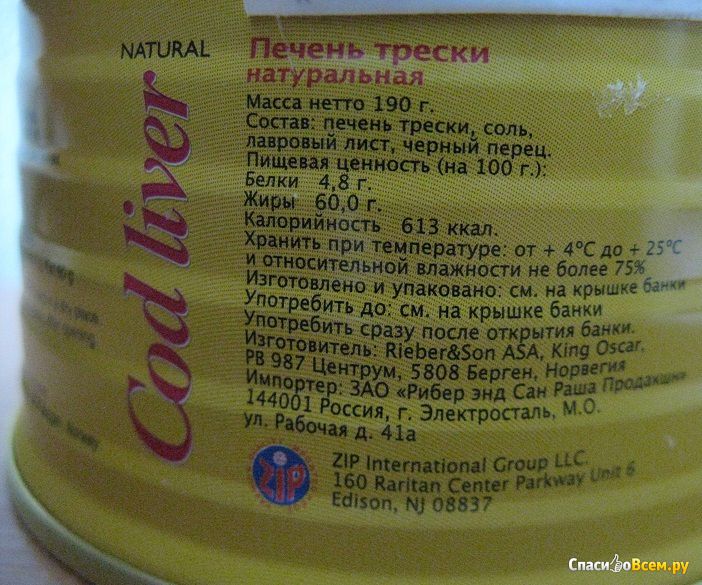 NATURAL
Cod liver
Печень трески
натуральная
Масса нетто 190 г.
Состав: печень трески, соль,
лавровый лист, черный перец.
Пищевая ценность (на 100 г.):
Белки 4,8 г.
Жиры 60,0 г.
Калорийность 613 ккал.
Хранить при температуре: от + 4°C до + 25°C
и относительной влажности не более 75%
Изготовлено и упаковано: см. на крышке банки
Употребить до: см. на крышке банки
Употребить сразу после открытия банки.
Изготовитель: Rieber&Son ASA, King Oscar,
PB 987 Центрум, 5808 Берген, Норвегия
Импортер: ЗАО «Рибер энд Сан Раша Продакшн»
144001 Россия, г. Электросталь, М.О.
ул. Рабочая д. 41а
ZIP
ZIP International Group LLC.
160 Raritan Center Parkway Unit 6
Edison, NJ 08837
СпасибоВсем.ру